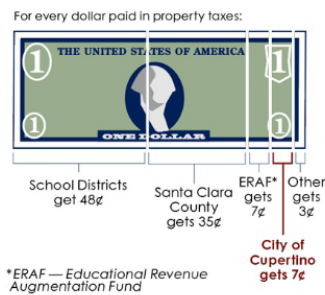 For every dollar paid in property taxes:
1
1
THE UNITED STATES OF AMERICA
1
1
ONE DOLLAR
School Districts
get 48¢
Santa Clara
County
gets 35¢
ERAF*
gets
7¢
City of
Cupertino
gets 7¢
Other
gets
3¢
*ERAF — Educational Revenue
Augmentation Fund